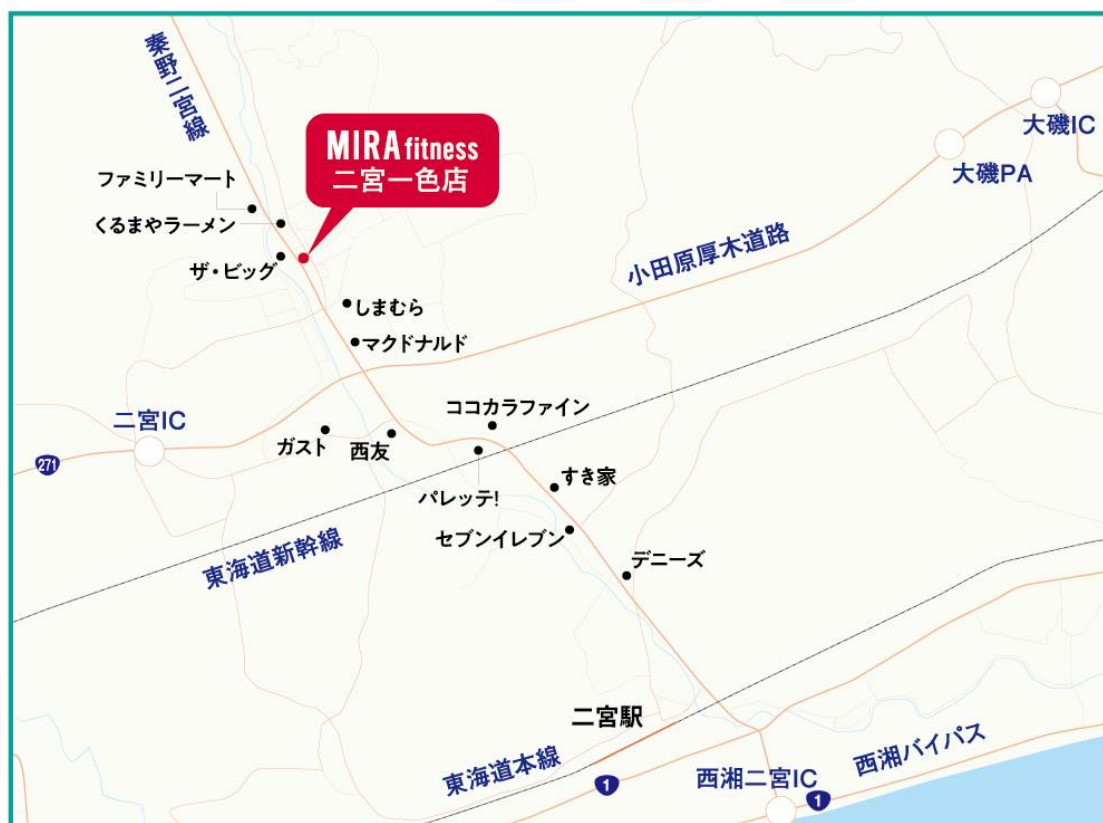 秦野二宮線
MIRA fitness
二宮一色店
大磯IC
大磯PA
ファミリーマート
くるまやラーメン
ザ・ビッグ
小田原厚木道路
しまむら
マクドナルド
ココカラファイン
二宮IC
ガスト
西友
271
パレッテ!
すき家
セブンイレブン
東海道新幹線
デニーズ
二宮駅
東海道本線
1
西湘二宮IC
西湘バイパス
1